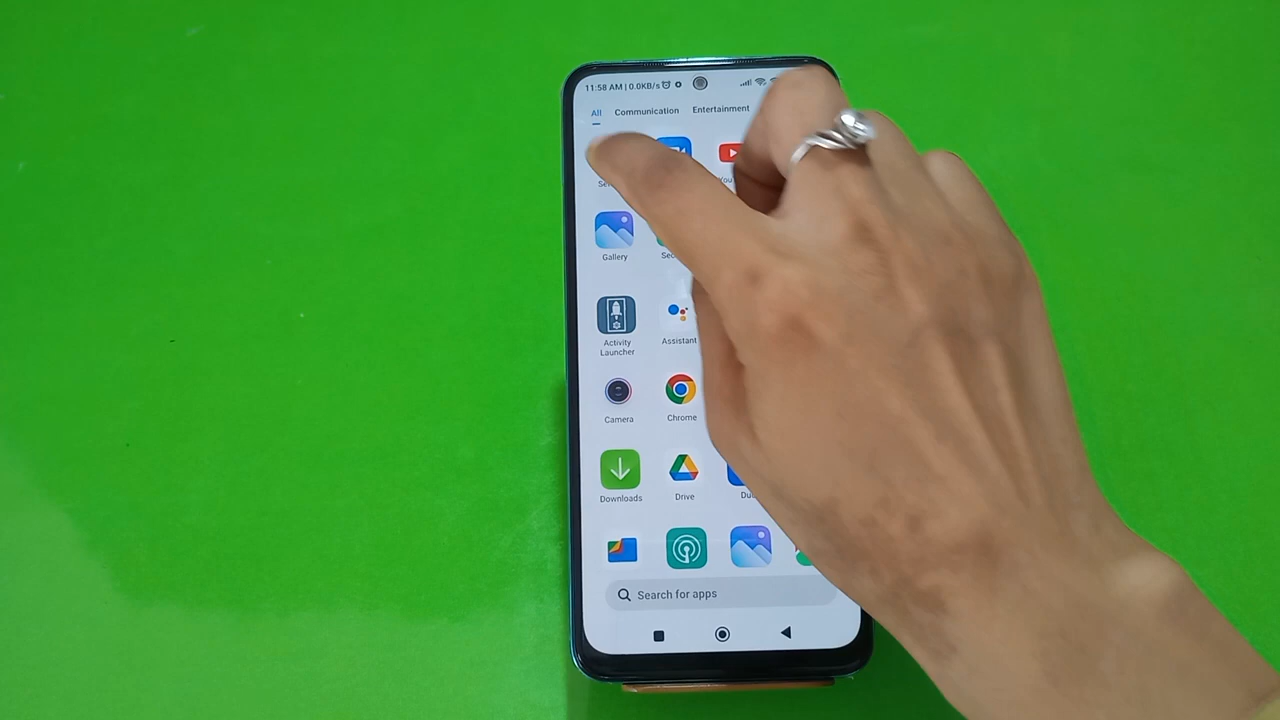 11:58 AM | 0.0KB/s
All Communication Entertainment
Gallery
Activity
Launcher
Assistant
Camera Chrome
Downloads Drive
Search for apps